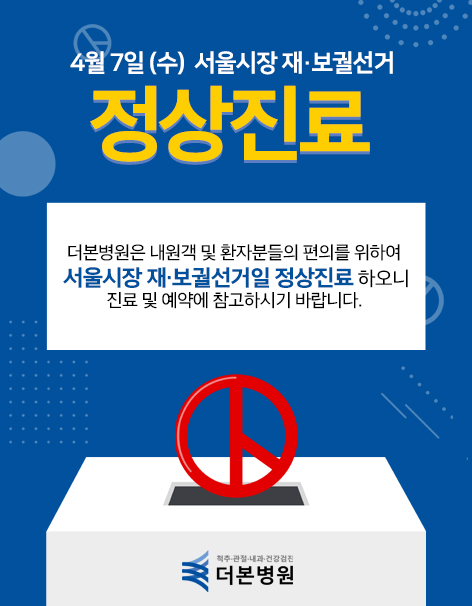 4월 7일 (수) 서울시장 재·보궐선거
정상진료
더본병원은 내원객 및 환자분들의 편의를 위하여
서울시장 재·보궐선거일 정상진료 하오니
진료 및 예약에 참고하시기 바랍니다.
척추·관절·내과·건강검진
더본병원